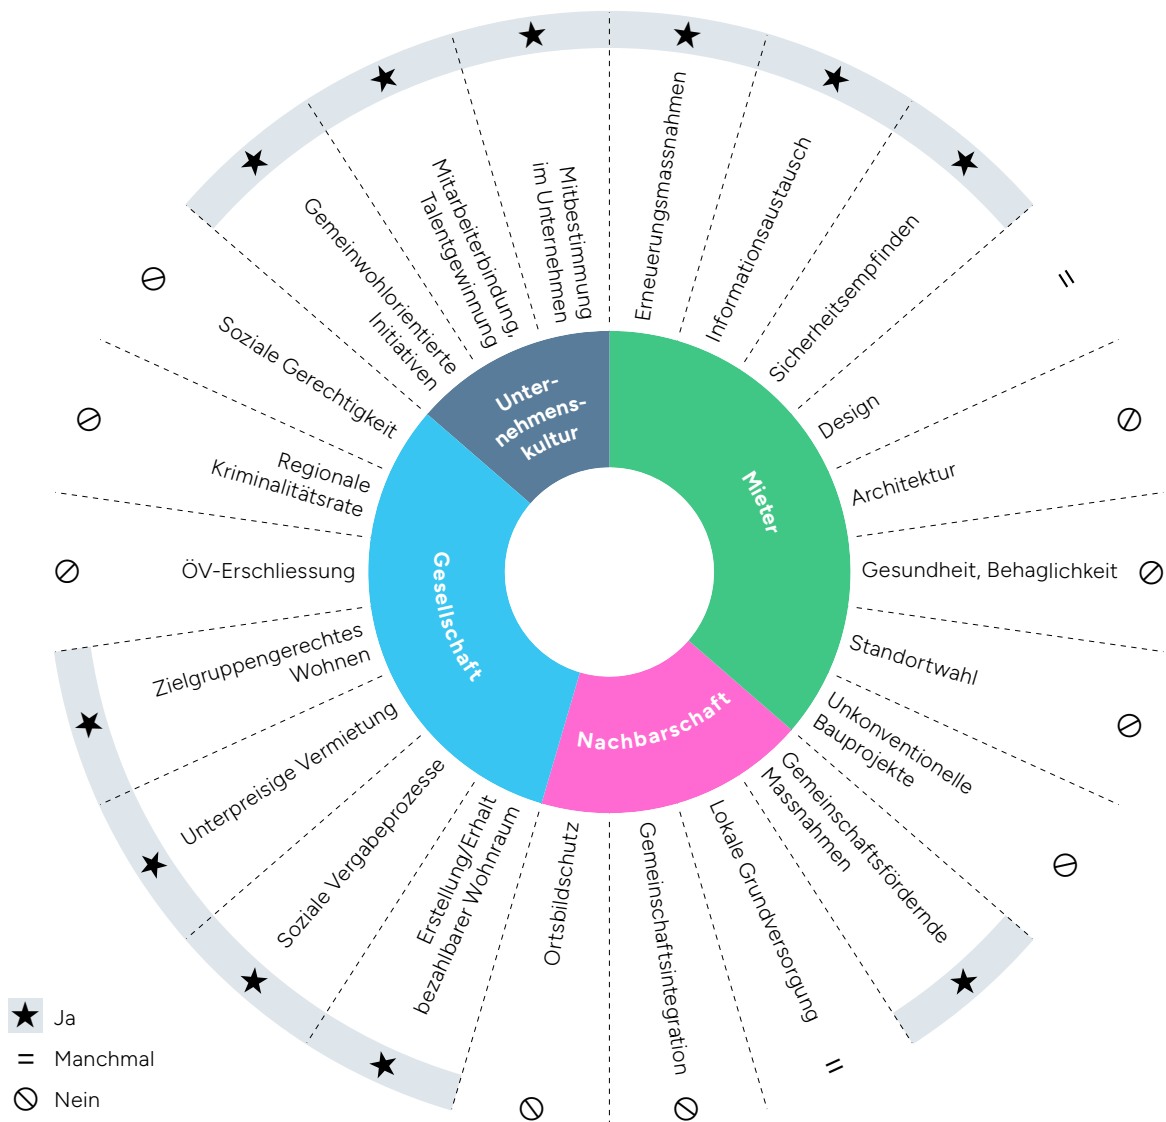 Erneuerungsmassnahmen
Informationsaustausch
Sicherheitsempfinden
Design
Architektur
Gesundheit, Behaglichkeit
Standortwahl
Unkonventionelle
Bauprojekte
Gemeinschaftsfördernde
Massnahmen
Lokale Grundversorgung
Gemeinschaftsintegration
Ortsbildschutz
Erstellung/Erhalt
bezahlbarer Wohnraum
Soziale Vergabeprozesse
Unterpreisige Vermietung
Zielgruppengerechtes
Wohnen
ÖV-Erschliessung
Regionale
Kriminalitätsrate
Soziale Gerechtigkeit
Gemeinwohlorientierte
Initiativen
Mitarbeiterbindung,
Talentgewinnung
Mitbestimmung
im Unternehmen
Mieter
Nachbarschaft
Gesellschaft
Unter-
nehmens-
kultur
Ja
Manchmal
Nein